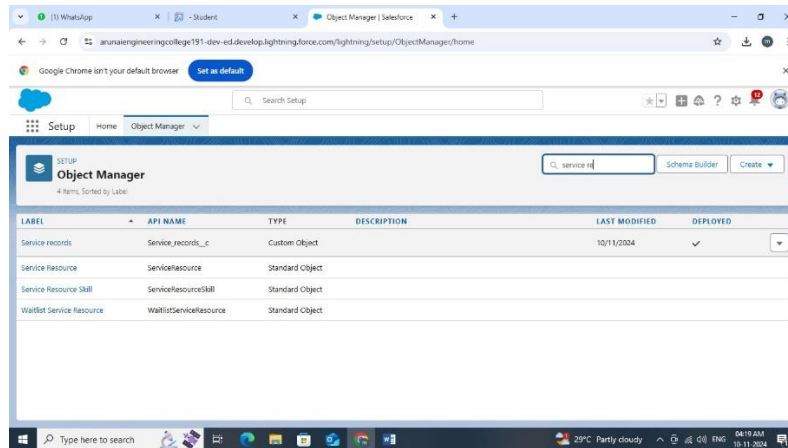 (1) WhatsApp
- Student
Object Manager | Salesforce
arunaiengineeringcollege191-dev-ed.develop.lightning.force.com/lightning/setup/ObjectManager/home
Google Chrome isn't your default browser
Set as default
Search Setup
12
Setup Home Object Manager
SETUP
Object Manager
4 Items, Sorted by Label
service re
Schema Builder
Create
LABEL API NAME TYPE DESCRIPTION LAST MODIFIED DEPLOYED
Service records Service_records__c Custom Object 10/11/2024
Service Resource ServiceResource Standard Object
Service Resource Skill ServiceResourceSkill Standard Object
Waitlist Service Resource WaitlistServiceResource Standard Object
Type here to search
29°C Partly cloudy
ENG
04:19 AM
10-11-2024